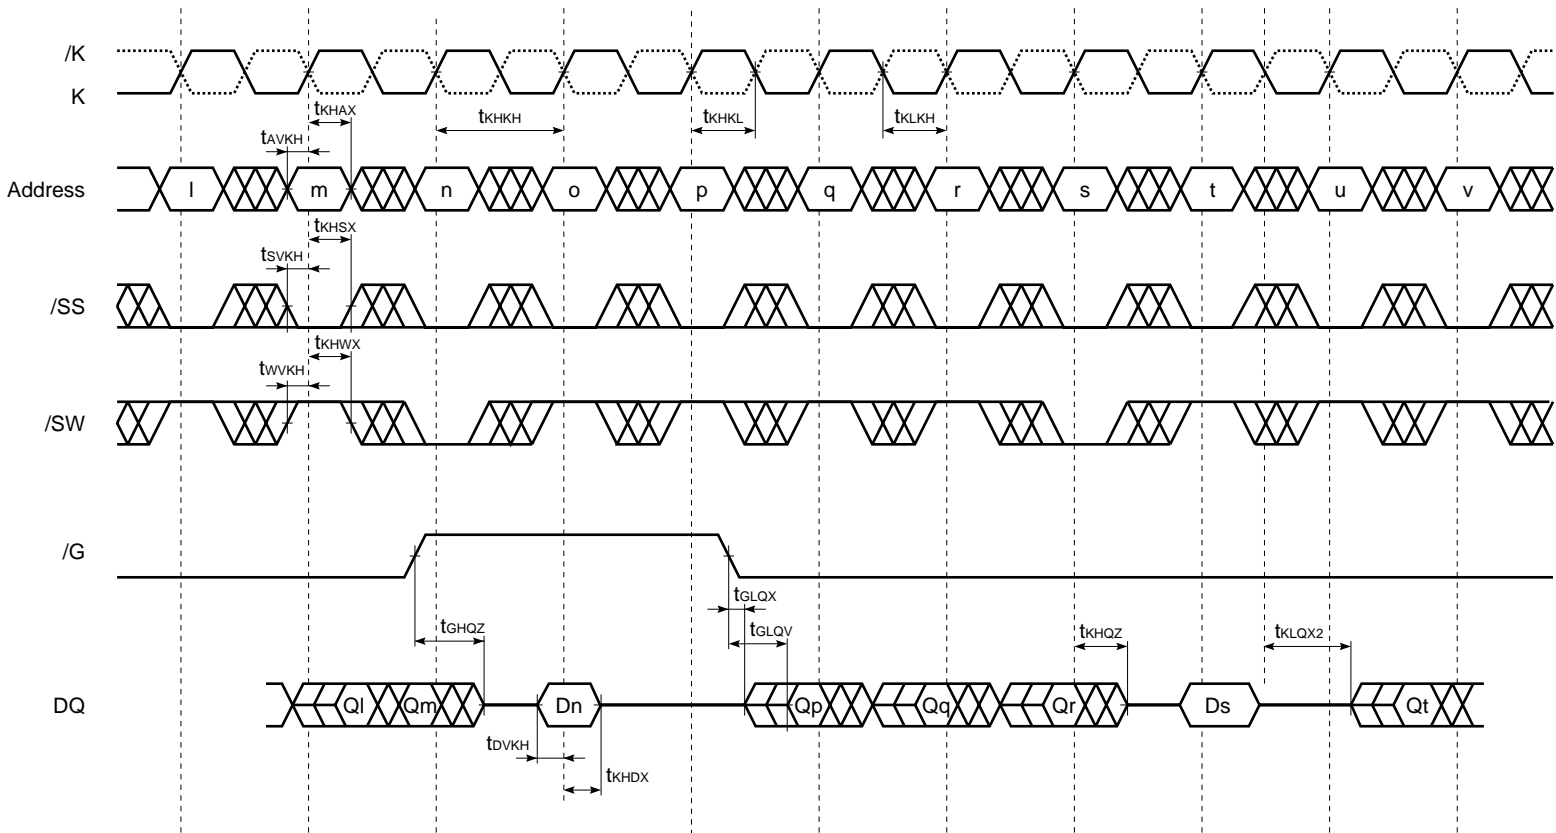 /K
K
tKHAX
tKHKH
tKHKL
tKLKH
tAVKH
Address
l
m
n
o
p
q
r
s
t
u
v
tKHSX
tSVKH
/SS
tKHWX
tWVKH
/SW
/G
tGLQX
tGHQZ
tGLQV
tKHQZ
tKLQX2
DQ
Ql
Qm
Dn
Qp
Qq
Qr
Ds
Qt
tDVKH
tKHDX